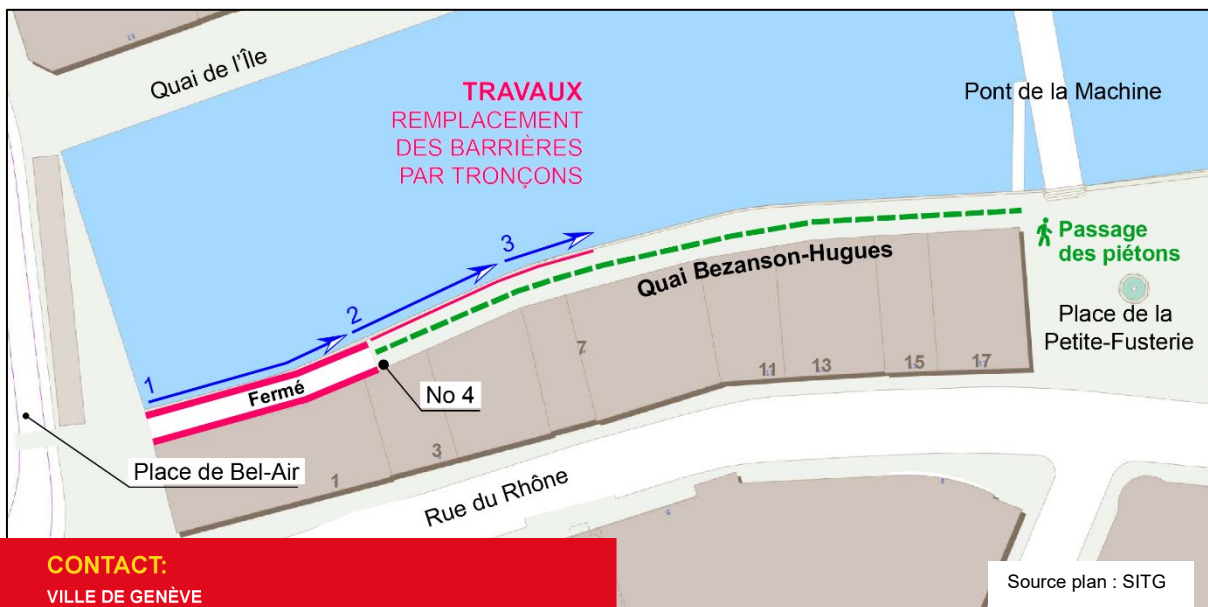 Quai de l'Île
TRAVAUX
REMPLACEMENT
DES BARRIÈRES
PAR TRONÇONS
Pont de la Machine
1
2
3
Fermé
No 4
Quai Bezanson-Hugues
Passage
des piétons
Place de la
Petite-Fusterie
Place de Bel-Air
1
3
7
11
13
15
17
Rue du Rhône
CONTACT:
VILLE DE GENÈVE
Source plan : SITG